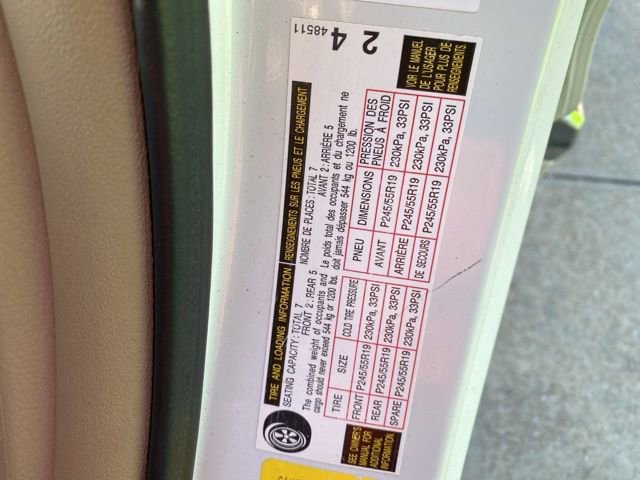 TIRE AND LOADING INFORMATION
SEATING CAPACITY : TOTAL 7
FRONT 2 : REAR 5
The combined weight of occupants and
cargo should never exceed 544 kg or 1200 lbs.
TIRE SIZE COLD TIRE PRESSURE
FRONT P245/55R19 230kPa, 33PSI
REAR P245/55R19 230kPa, 33PSI
SPARE P245/55R19 230kPa, 33PSI
SEE OWNER'S
MANUAL FOR
ADDITIONAL
INFORMATION
RENSEIGNEMENTS SUR LES PNEUS ET LE CHARGEMENT
NOMBRE DE PLACES : TOTAL 7
AVANT 2 : ARRIÈRE 5
Le poids total des occupants et du chargement ne
doit jamais dépasser 544 kg ou 1200 lb.
PNEU DIMENSIONS PRESSION DES
PNEUS À FROID
AVANT P245/55R19 230kPa, 33PSI
ARRIÈRE P245/55R19 230kPa, 33PSI
DE SECOURS P245/55R19 230kPa, 33PSI
VOIR LE MANUEL
DE L'USAGER
POUR PLUS DE
RENSEIGNEMENTS
48511
2 4